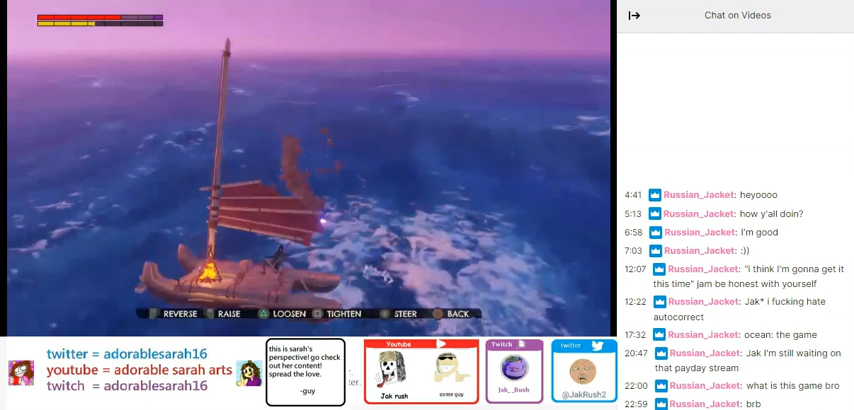 Chat on Videos
REVERSE RAISE LOOSEN TIGHTEN STEER BACK
4:41 Russian_Jacket: heyoooo
5:13 Russian_Jacket: how y'all doin?
6:58 Russian_Jacket: I'm good
7:03 Russian_Jacket: :))
12:07 Russian_Jacket: "i think I'm gonna get it
this time" jam be honest with yourself
12:22 Russian_Jacket: Jak* i fucking hate
autocorrect
17:32 Russian_Jacket: ocean: the game
20:47 Russian_Jacket: Jak I'm still waiting on
that payday stream
22:00 Russian_Jacket: what is this game bro
22:59 Russian_Jacket: brb
twitter = adorablesarah16
youtube = adorable sarah arts
twitch = adorablesarah16
this is sarah's
perspective! go check
out her content!
spread the love.
-guy
ter.
Youtube
Jak rush
some guy
Twitch
Jak_-Rush
twitter
@JakRush2